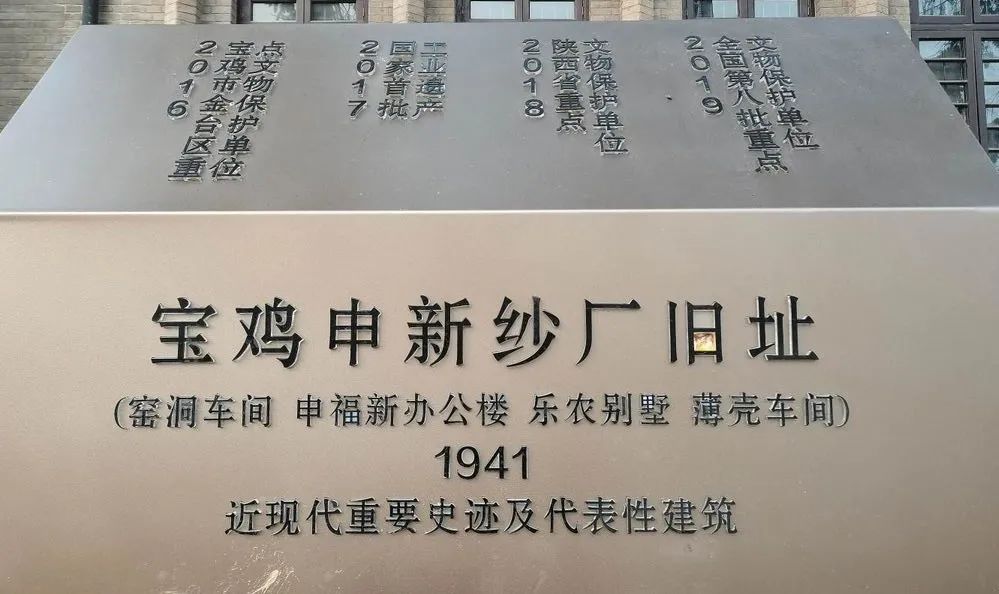 2016
宝鸡市金台区重
点文物保护单位
2017
国家首批
工业遗产
2018
陕西省重点
文物保护单位
2019
全国第八批重点
文物保护单位
宝鸡申新纱厂旧址
(窑洞车间 申福新办公楼 乐农别墅 薄壳车间)
1941
近现代重要史迹及代表性建筑